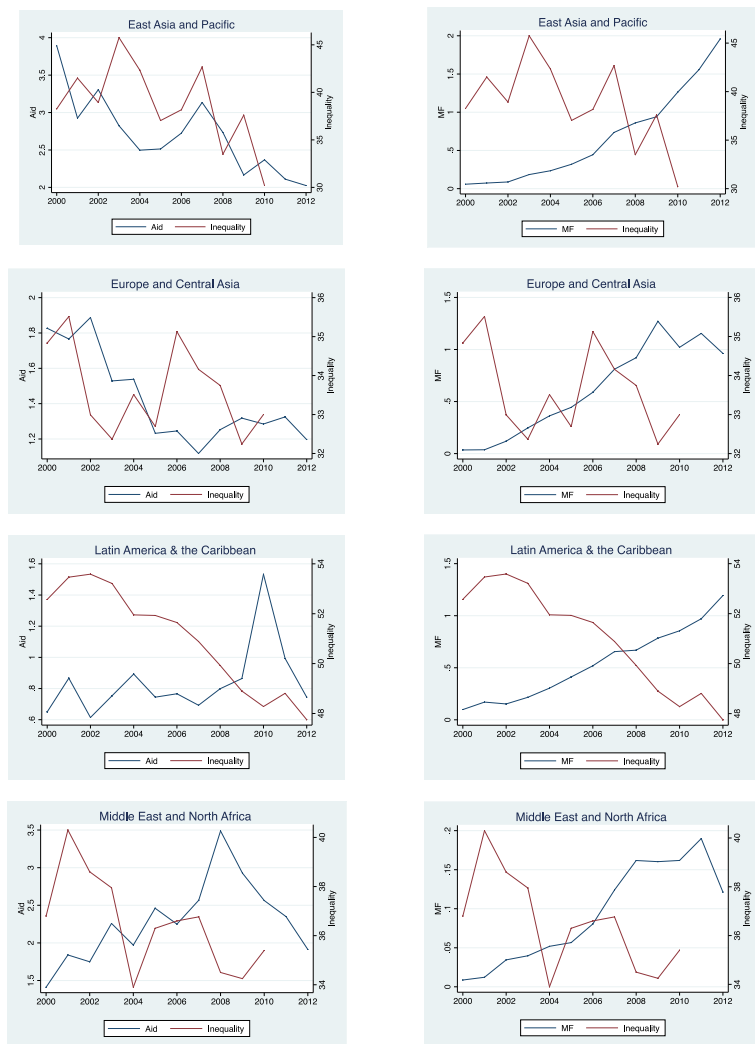 East Asia and Pacific
4
3.5
3
2.5
2
Aid
45
40
35
30
Inequality
2000 2002 2004 2006 2008 2010 2012
Aid Inequality
East Asia and Pacific
2
1.5
1
.5
0
MF
45
40
35
30
Inequality
2000 2002 2004 2006 2008 2010 2012
MF Inequality
Europe and Central Asia
2
1.8
1.6
1.4
1.2
Aid
36
35
34
33
32
Inequality
2000 2002 2004 2006 2008 2010 2012
Aid Inequality
Europe and Central Asia
1.5
1
.5
0
MF
36
35
34
33
32
Inequality
2000 2002 2004 2006 2008 2010 2012
MF Inequality
Latin America & the Caribbean
1.6
1.4
1.2
1
.8
.6
Aid
54
52
50
48
Inequality
2000 2002 2004 2006 2008 2010 2012
Aid Inequality
Latin America & the Caribbean
1.5
1
.5
0
MF
54
52
50
48
Inequality
2000 2002 2004 2006 2008 2010 2012
MF Inequality
Middle East and North Africa
3.5
3
2.5
2
1.5
Aid
40
38
36
34
Inequality
2000 2002 2004 2006 2008 2010 2012
Aid Inequality
Middle East and North Africa
.2
.15
.1
.05
0
MF
40
38
36
34
Inequality
2000 2002 2004 2006 2008 2010 2012
MF Inequality